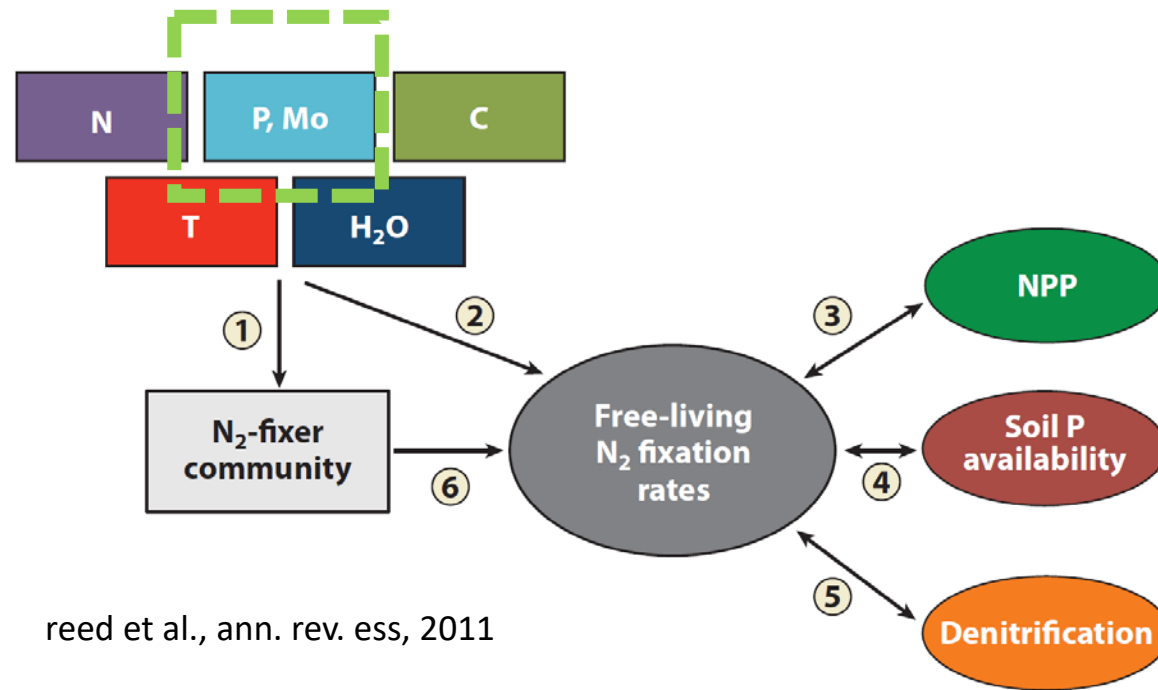 N
P, Mo
C
T
H₂O
1
2
3
NPP
N₂-fixer
community
6
Free-living
N₂ fixation
rates
4
Soil P
availability
5
Denitrification
reed et al., ann. rev. ess, 2011